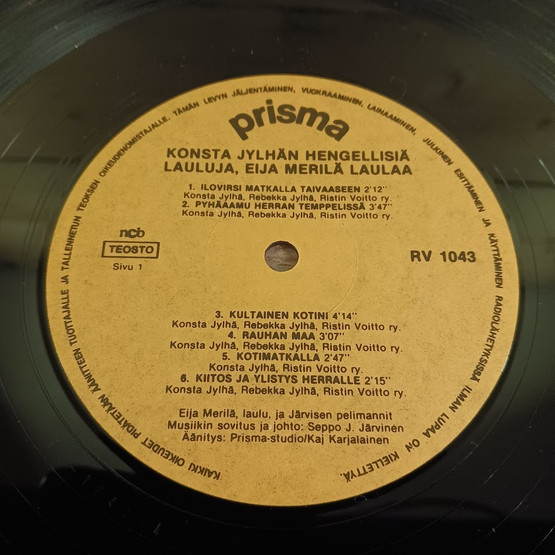 prisma
KONSTA JYLHÄN HENGELLISIÄ
LAULUJA, EIJA MERILÄ LAULAA
1. ILOVIRSI MATKALLA TAIVAASEEN 2'12"
Konsta Jylhä, Rebekka Jylhä, Ristin Voitto ry.
2. PYHÄAAMU HERRAN TEMPPELISSÄ 3'47"
Konsta Jylhä, Rebekka Jylhä, Ristin Voitto ry.
ncb
TEOSTO
Sivu 1
RV 1043
3. KULTAINEN KOTINI 4'14"
Konsta Jylhä, Rebekka Jylhä, Ristin Voitto ry.
4. RAUHAN MAA 3'07"
Konsta Jylhä, Rebekka Jylhä, Ristin Voitto ry.
5. KOTIMATKALLA 2'47"
Konsta Jylhä, Ristin Voitto ry.
6. KIITOS JA YLISTYS HERRALLE 2'15"
Konsta Jylhä, Rebekka Jylhä, Ristin Voitto ry.
Eija Merilä, laulu, ja Järvisen pelimannit
Musiikin sovitus ja johto: Seppo J. Järvinen
Äänitys: Prisma-studio/Kaj Karjalainen
KAIKKI OIKEUDET PIDÄTETÄÄN ÄÄNITTEEN TUOTTAJALLE JA TALLENNETUN TEOKSEN OIKEUDENOMISTAJALLE. TÄMÄN LEVYN JÄLJENTÄMINEN, VUOKRAAMINEN, LAINAAMINEN, JULKINEN ESITTÄMINEN JA KÄYTTÄMINEN RADIOLÄHETYKSISSÄ ILMAN LUPAA ON KIELLETTYÄ.